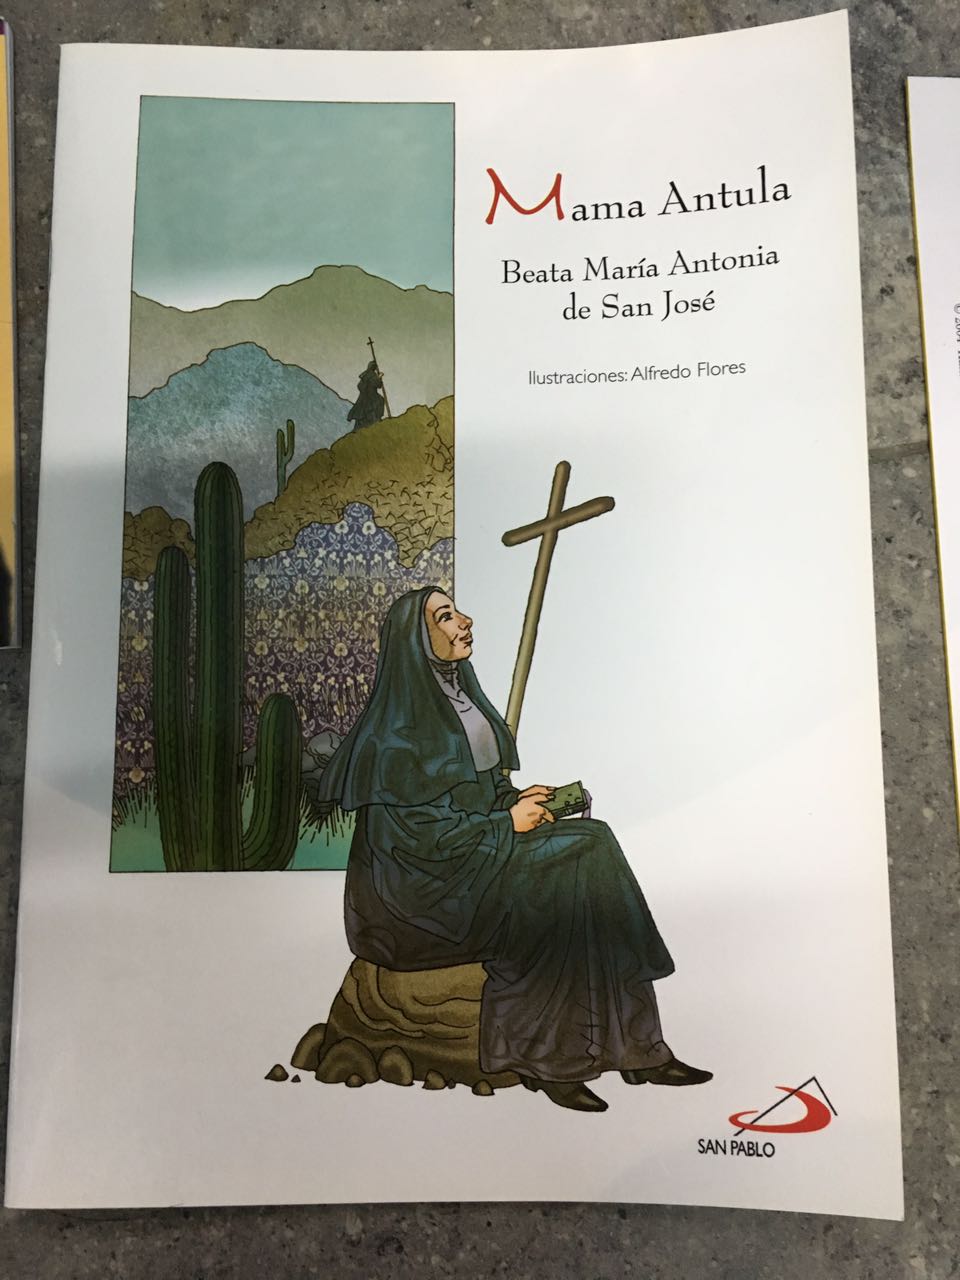 Mama Antula
Beata María Antonia
de San José
Ilustraciones: Alfredo Flores
SAN PABLO